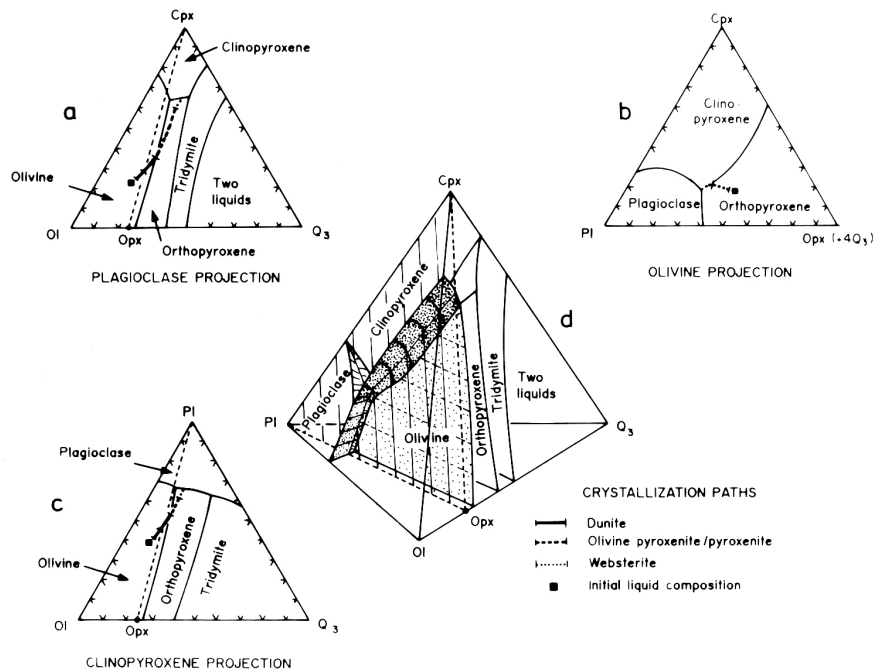 Cpx
Clinopyroxene
a
Olivine
Tridymite
Two
liquids
Ol
Opx
Q3
Orthopyroxene
PLAGIOCLASE PROJECTION
Cpx
b
Clino-
pyroxene
Plagioclase
Orthopyroxene
Pl
Opx (+4Q3)
OLIVINE PROJECTION
Cpx
d
Clinopyroxene
Plagioclase
Pl
Olivine
Orthopyroxene
Tridymite
Two
liquids
Q3
Opx
Ol
Pl
Plagioclase
c
Olivine
Orthopyroxene
Tridymite
Ol
Opx
Q3
CLINOPYROXENE PROJECTION
CRYSTALLIZATION PATHS
Dunite
Olivine pyroxenite/pyroxenite
Websterite
Initial liquid composition